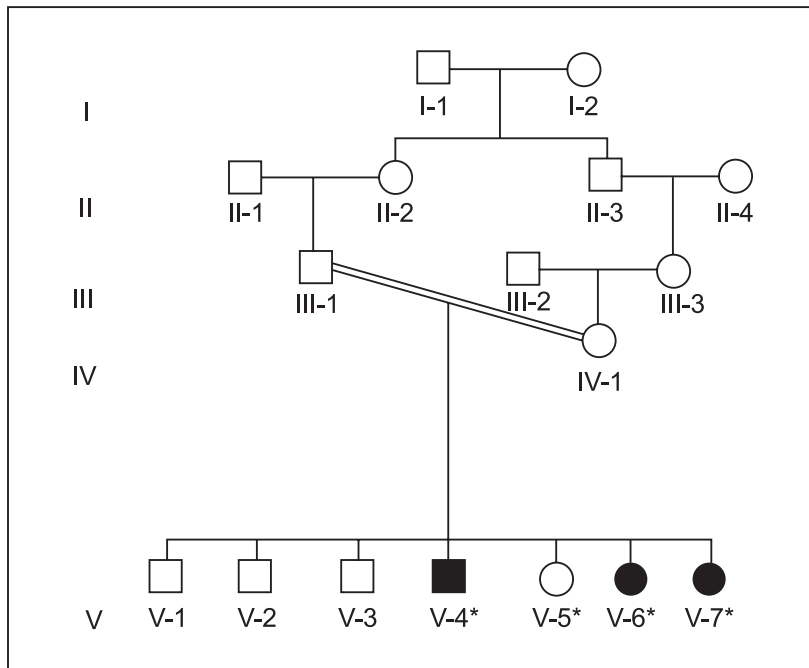 I-1 I-2
I
II-1 II-2 II-3 II-4
II
III-1 III-2 III-3
III
IV-1
IV
V-1 V-2 V-3 V-4* V-5* V-6* V-7*
V